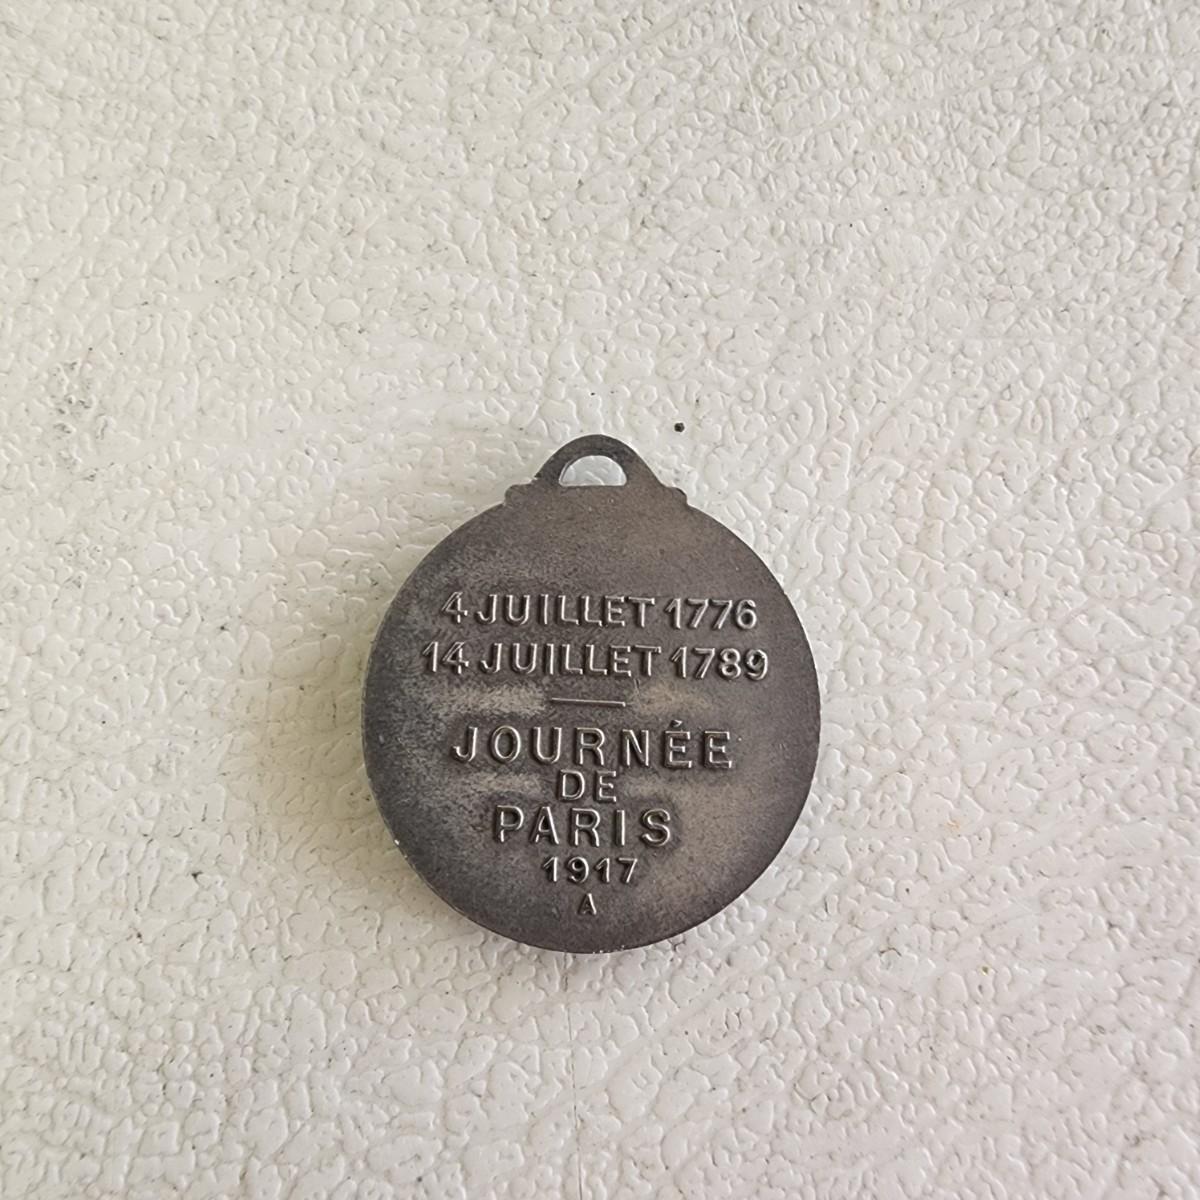 4 JUILLET 1776
14 JUILLET 1789
JOURNÉE
DE
PARIS
1917
A